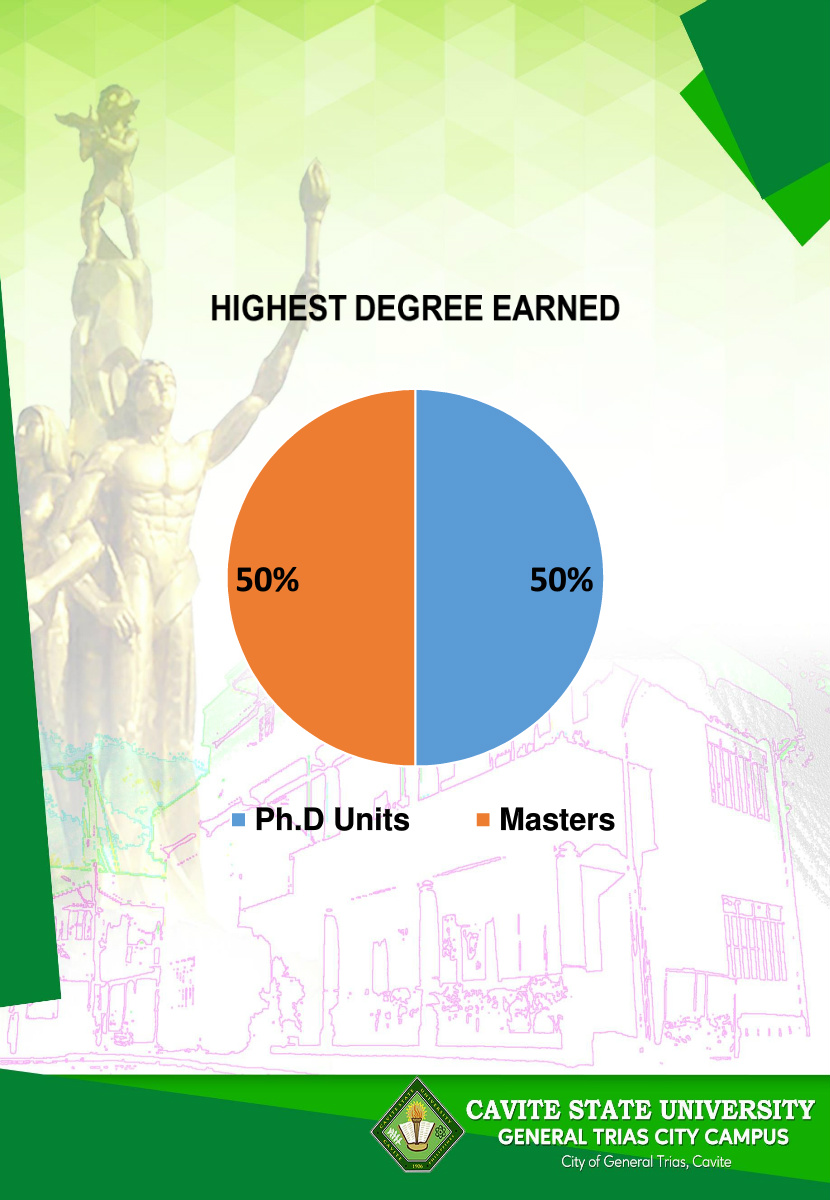 HIGHEST DEGREE EARNED
50%
50%
Ph.D Units
Masters
CAVITE STATE UNIVERSITY
GENERAL TRIAS CITY CAMPUS
City of General Trias, Cavite
1906